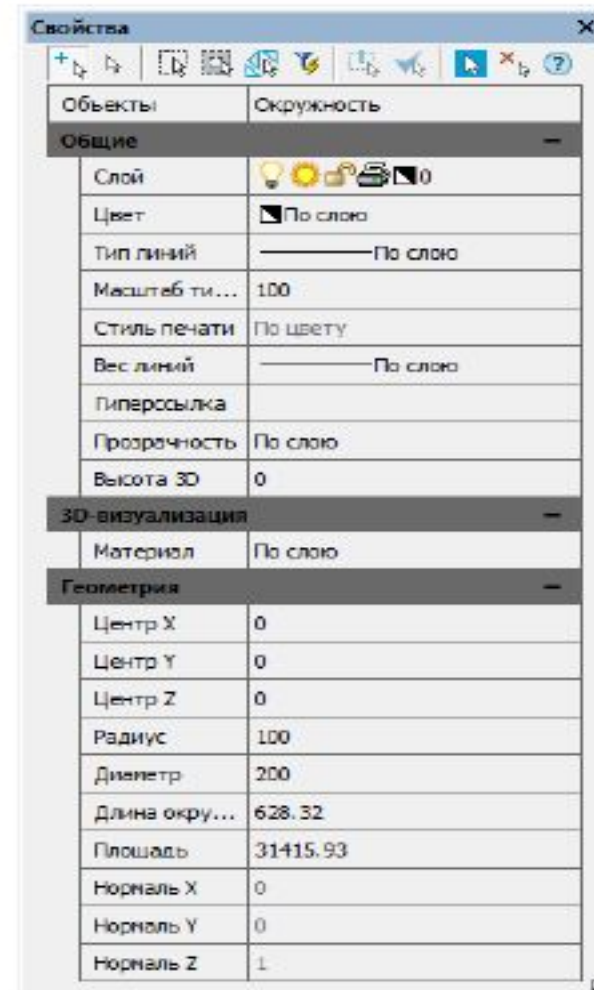 Свойства
Объекты Окружность
Общие
Слой 0
Цвет По слою
Тип линий По слою
Масштаб ти... 100
Стиль печати По цвету
Вес линий По слою
Гиперссылка
Прозрачность По слою
Высота 3D 0
3D-визуализация
Материал По слою
Геометрия
Центр X 0
Центр Y 0
Центр Z 0
Радиус 100
Диаметр 200
Длина окру... 628.32
Площадь 31415.93
Нормаль X 0
Нормаль Y 0
Нормаль Z 1